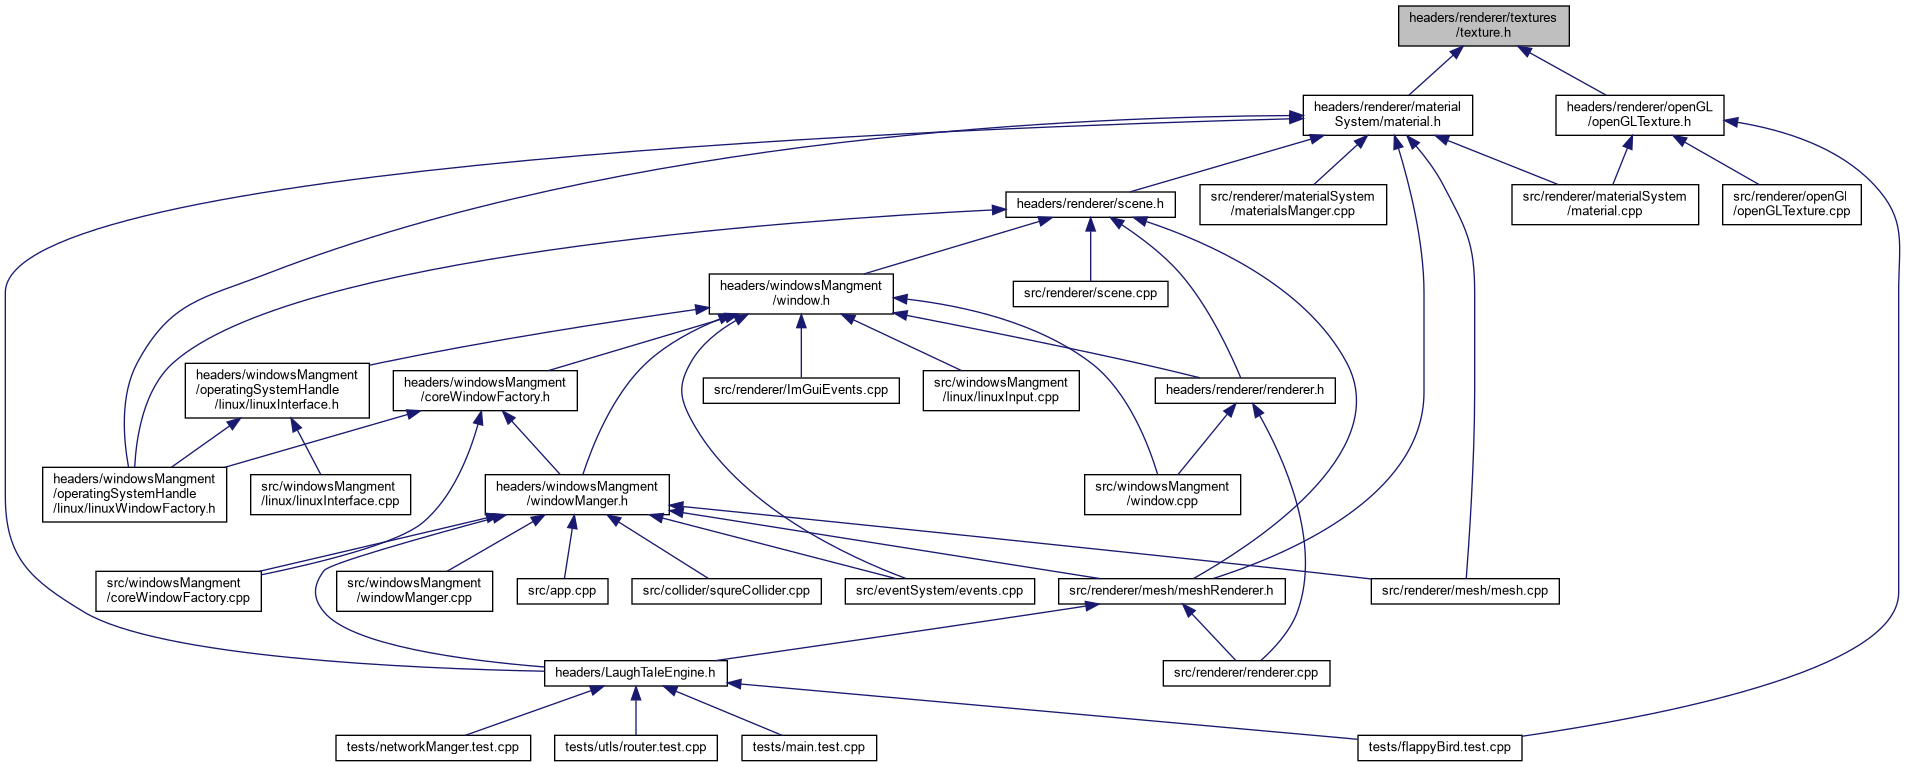 headers/renderer/textures
/texture.h
headers/renderer/material
System/material.h
headers/renderer/openGL
/openGLTexture.h
headers/renderer/scene.h
src/renderer/materialSystem
/materialsManger.cpp
src/renderer/materialSystem
/material.cpp
src/renderer/openGl
/openGLTexture.cpp
headers/windowsMangment
/window.h
src/renderer/scene.cpp
headers/windowsMangment
/operatingSystemHandle
/linux/linuxInterface.h
headers/windowsMangment
/coreWindowFactory.h
src/renderer/ImGuiEvents.cpp
src/windowsMangment
/linux/linuxInput.cpp
headers/renderer/renderer.h
headers/windowsMangment
/operatingSystemHandle
/linux/linuxWindowFactory.h
src/windowsMangment
/linux/linuxInterface.cpp
headers/windowsMangment
/windowManger.h
src/windowsMangment
/window.cpp
src/windowsMangment
/coreWindowFactory.cpp
src/windowsMangment
/windowManger.cpp
src/app.cpp
src/collider/squreCollider.cpp
src/eventSystem/events.cpp
src/renderer/mesh/meshRenderer.h
src/renderer/mesh/mesh.cpp
headers/LaughTaleEngine.h
src/renderer/renderer.cpp
tests/networkManger.test.cpp
tests/utls/router.test.cpp
tests/main.test.cpp
tests/flappyBird.test.cpp